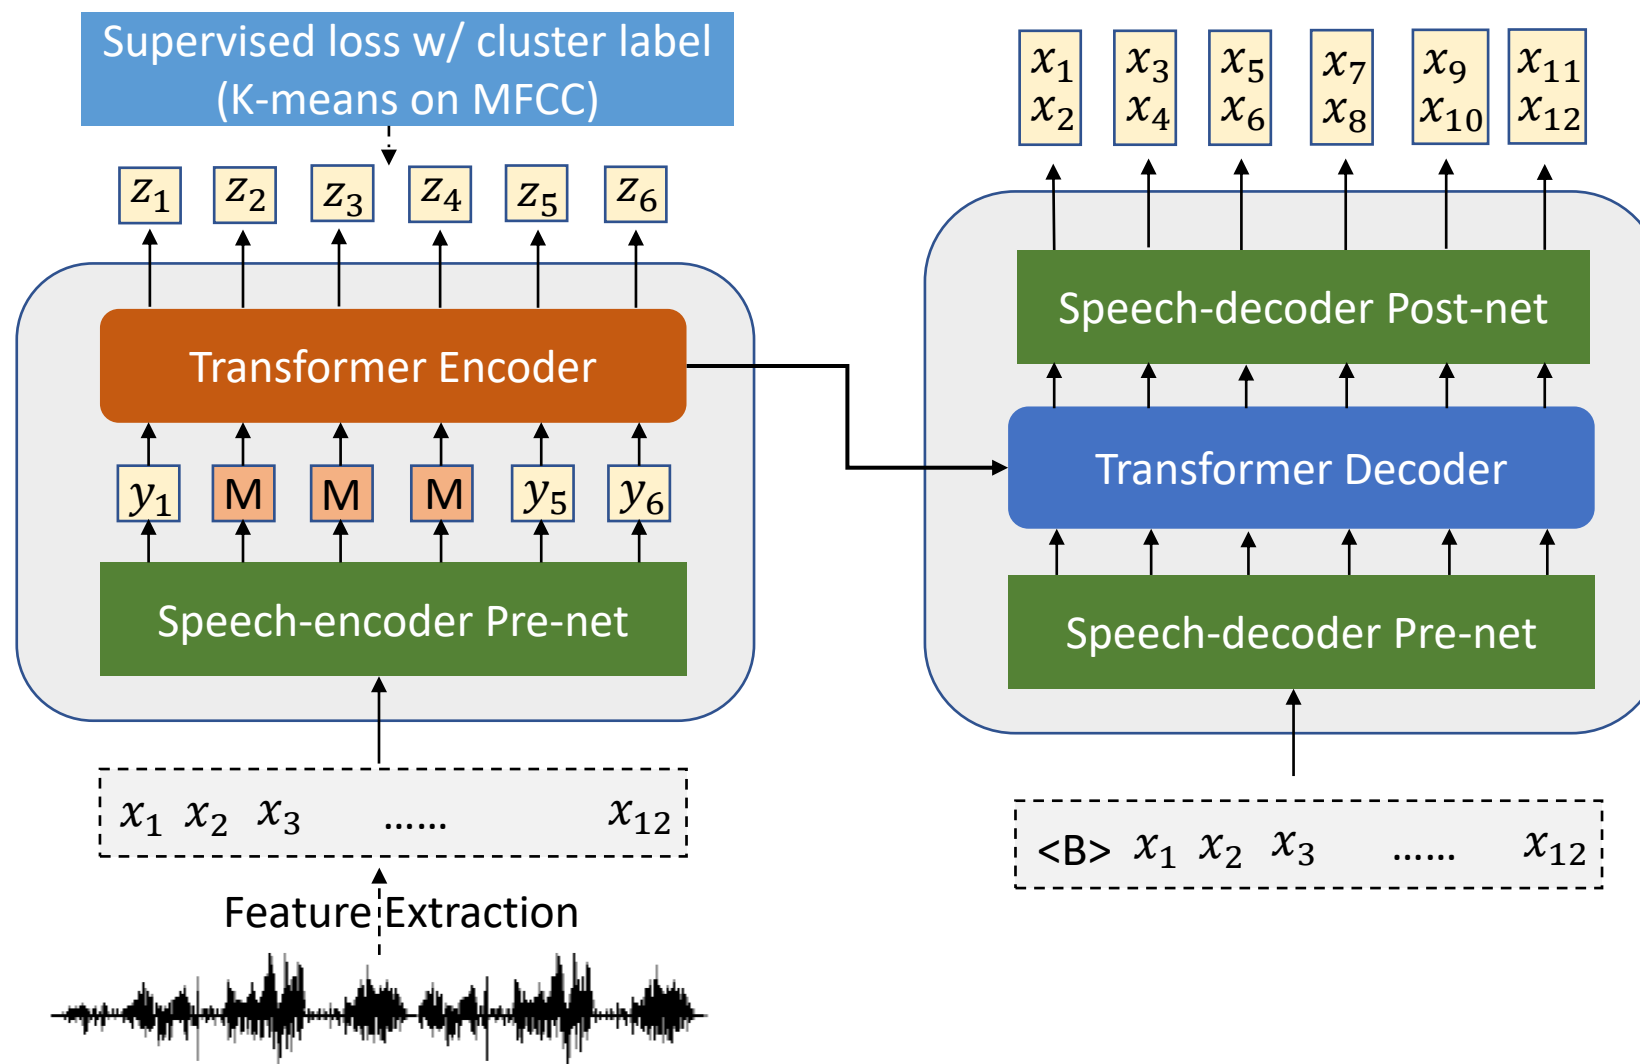 Supervised loss w/ cluster label
(K-means on MFCC)
z₁ z₂ z₃ z₄ z₅ z₆
Transformer Encoder
y₁ M M M y₅ y₆
Speech-encoder Pre-net
x₁ x₂ x₃ …… x₁₂
Feature Extraction
x₁ x₃ x₅ x₇ x₉ x₁₁
x₂ x₄ x₆ x₈ x₁₀ x₁₂
Speech-decoder Post-net
Transformer Decoder
Speech-decoder Pre-net
<B> x₁ x₂ x₃ …… x₁₂